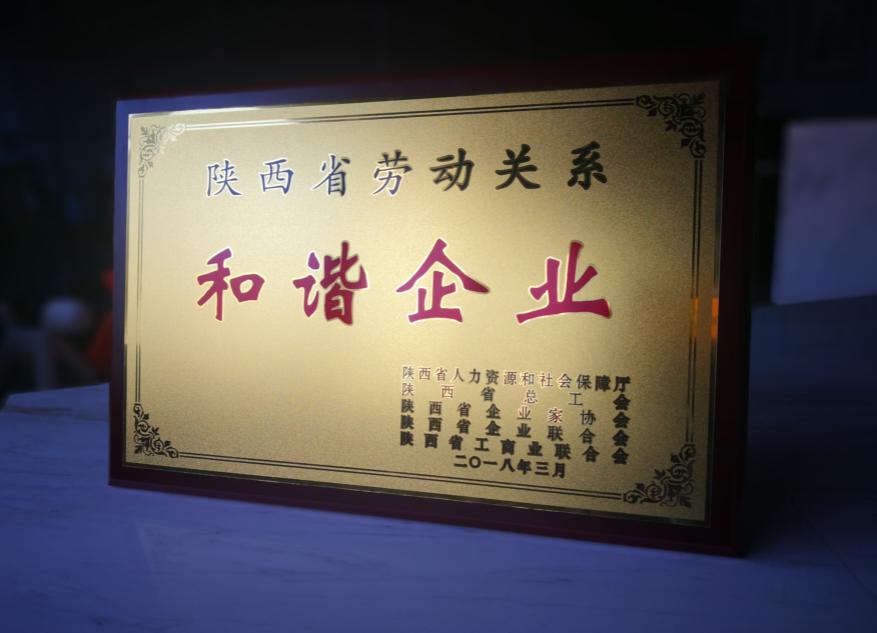 陕西省劳动关系
和谐企业
陕西省人力资源和社会保障厅
陕西省总工会
陕西省企业家协会
陕西省企业联合会
陕西省工商业联合会
二〇一八年三月